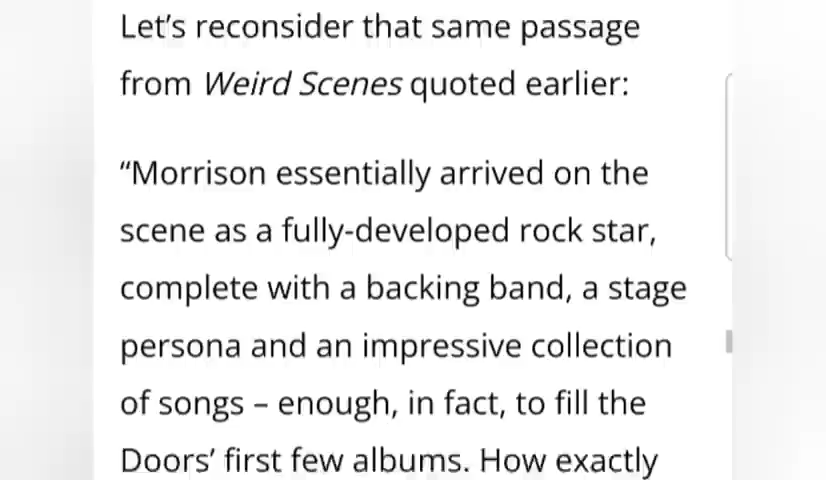 Let’s reconsider that same passage
from Weird Scenes quoted earlier:
“Morrison essentially arrived on the
scene as a fully-developed rock star,
complete with a backing band, a stage
persona and an impressive collection
of songs – enough, in fact, to fill the
Doors’ first few albums. How exactly